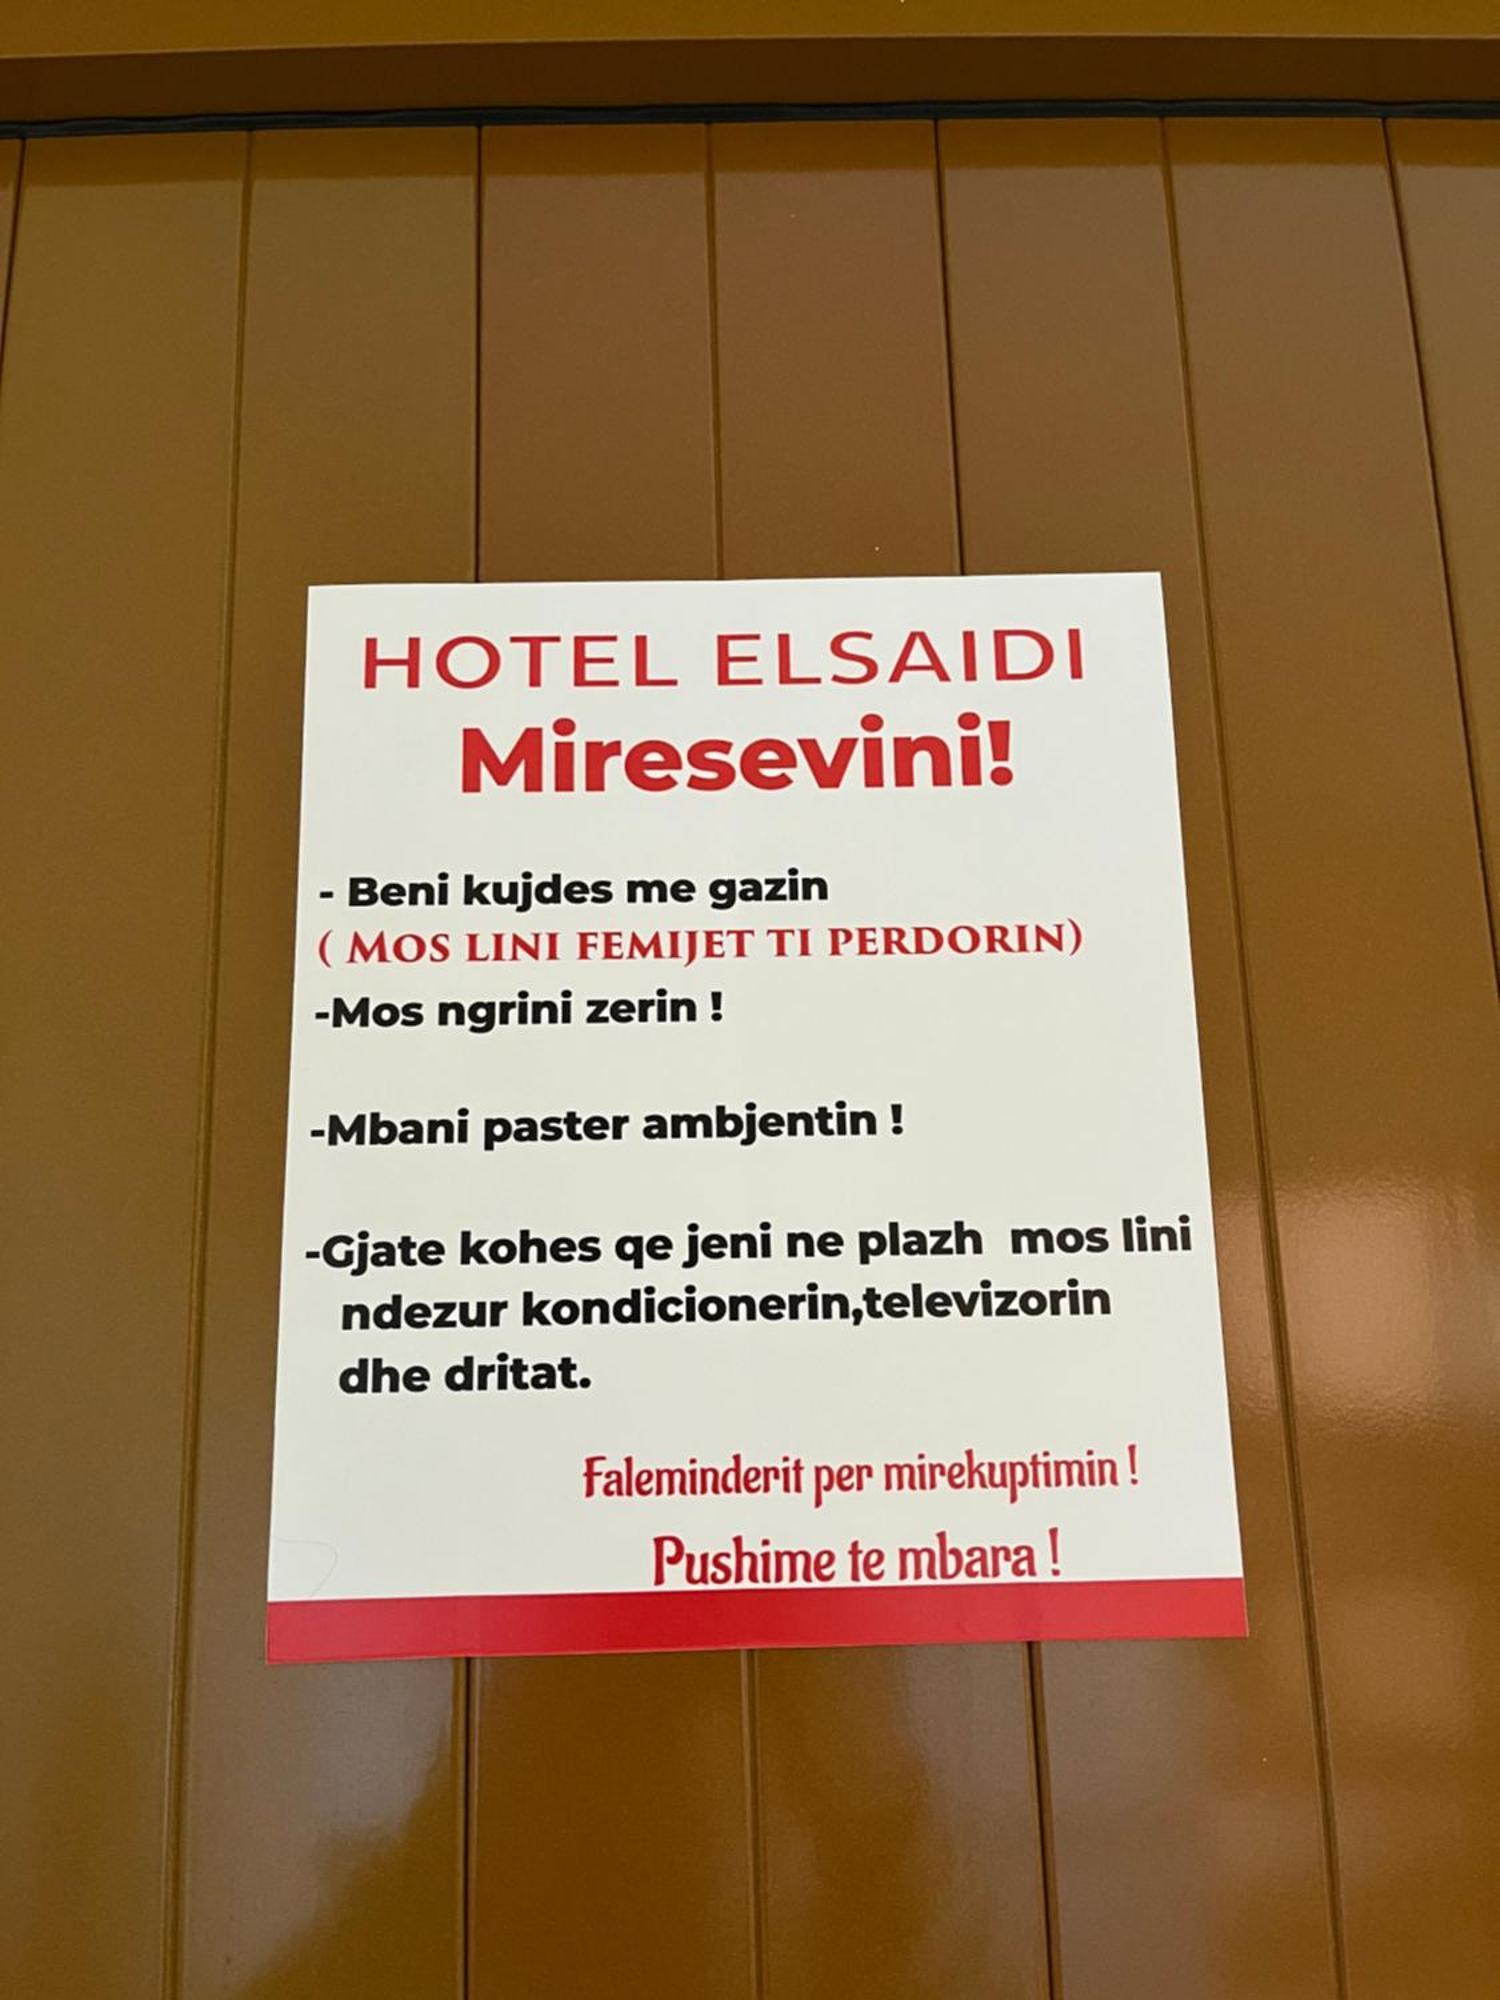 HOTEL ELSAIDI
Miresevini!
- Beni kujdes me gazin
( MOS LINI FEMIJET TI PERDORIN)
-Mos ngrini zerin !
-Mbani paster ambjentin !
-Gjate kohes qe jeni ne plazh mos lini
ndezur kondicionerin,televizorin
dhe dritat.
Faleminderit per mirekuptimin !
Pushime te mbara !